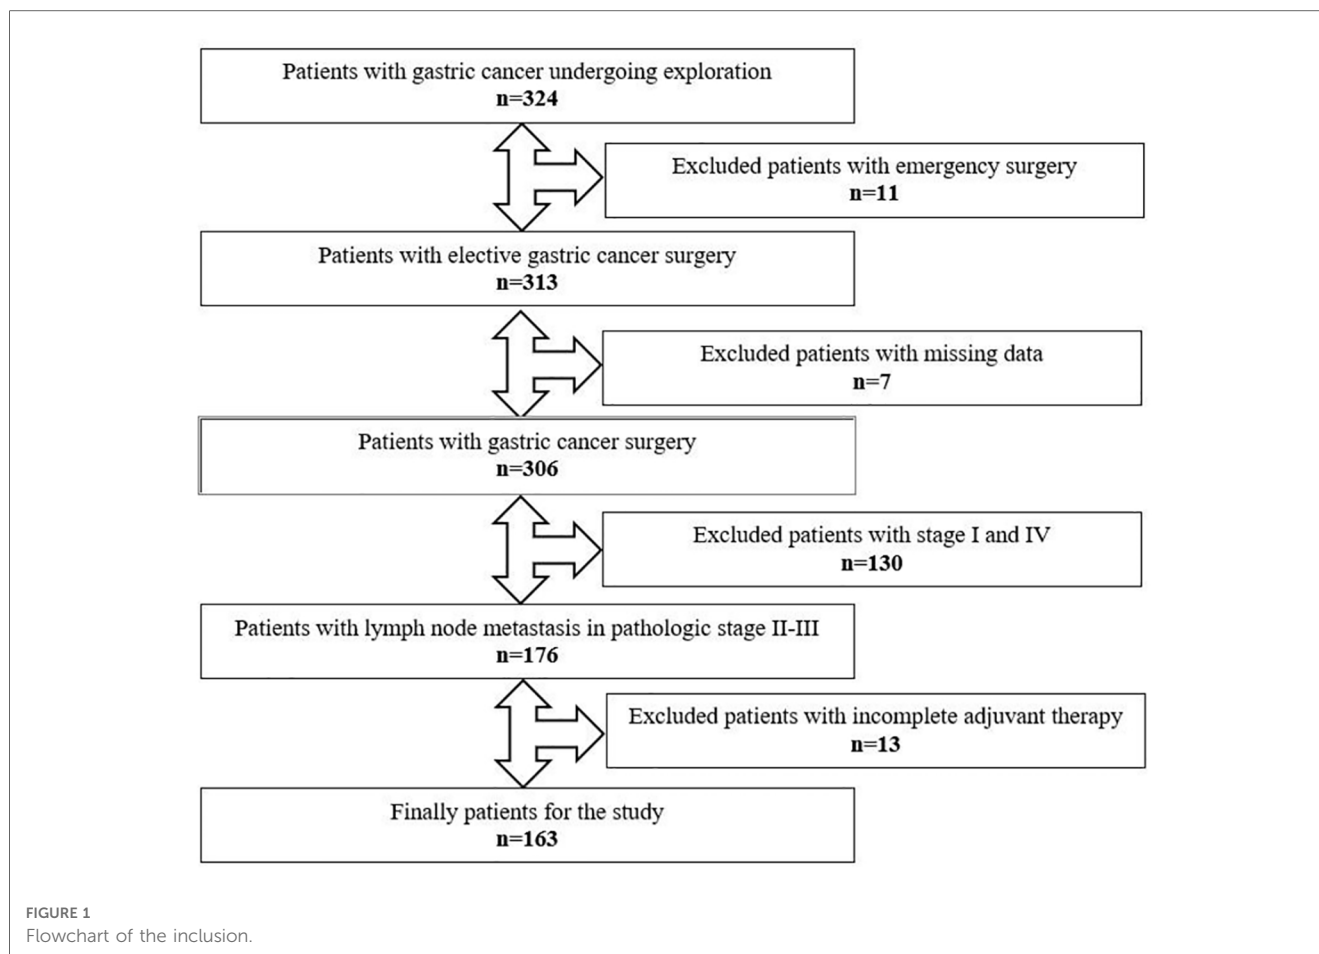 Patients with gastric cancer undergoing exploration
n=324
Excluded patients with emergency surgery
n=11
Patients with elective gastric cancer surgery
n=313
Excluded patients with missing data
n=7
Patients with gastric cancer surgery
n=306
Excluded patients with stage I and IV
n=130
Patients with lymph node metastasis in pathologic stage II-III
n=176
Excluded patients with incomplete adjuvant therapy
n=13
Finally patients for the study
n=163
FIGURE 1
Flowchart of the inclusion.